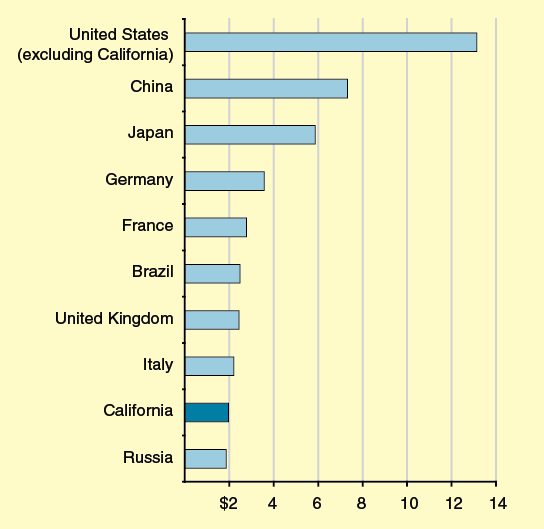 United States
(excluding California)
China
Japan
Germany
France
Brazil
United Kingdom
Italy
California
Russia
$2 4 6 8 10 12 14